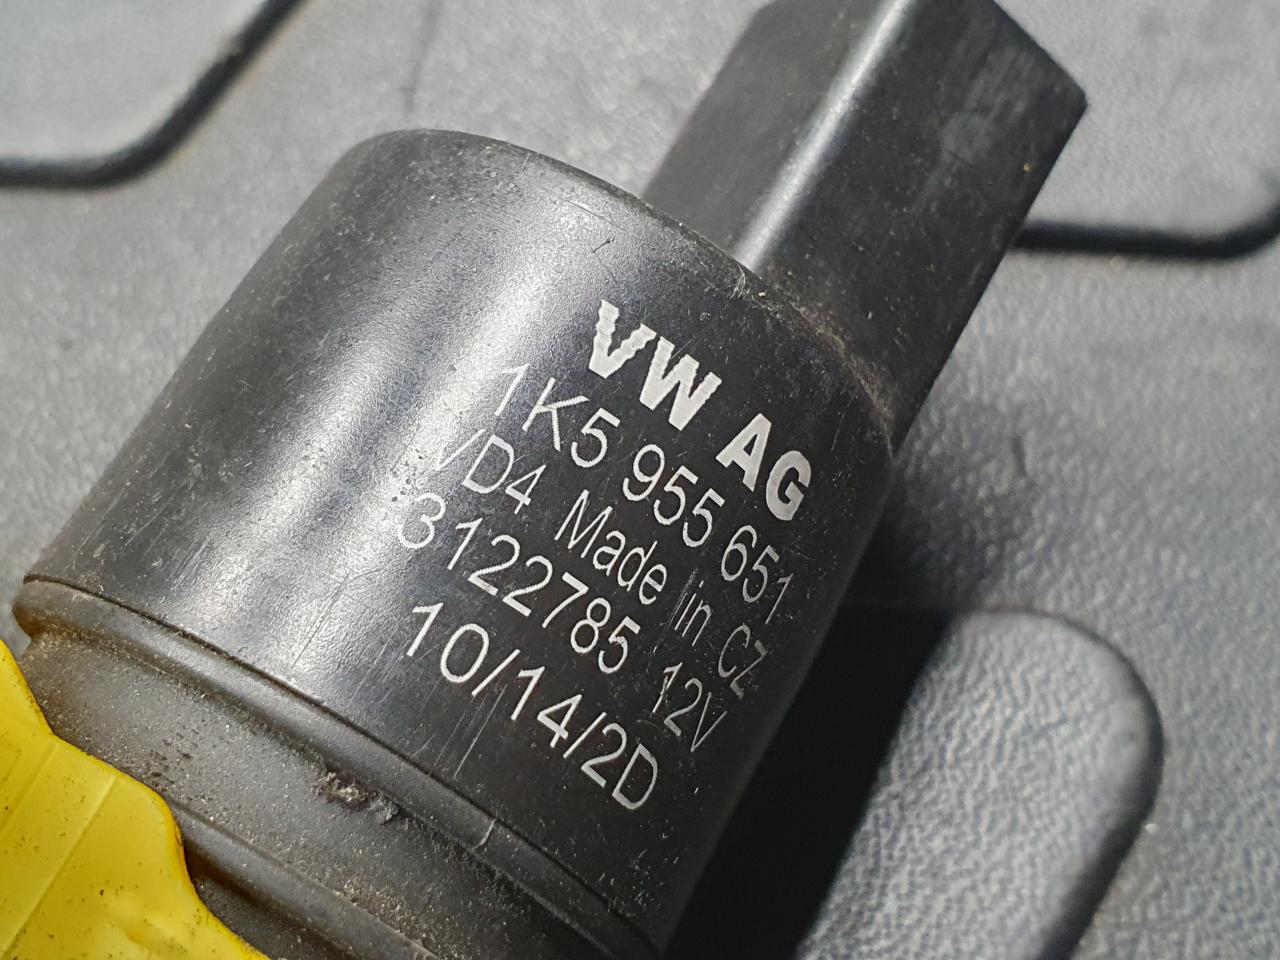 VW AG
1K5 955 651
VD4 Made in CZ
3122785 12V
10/14/2D